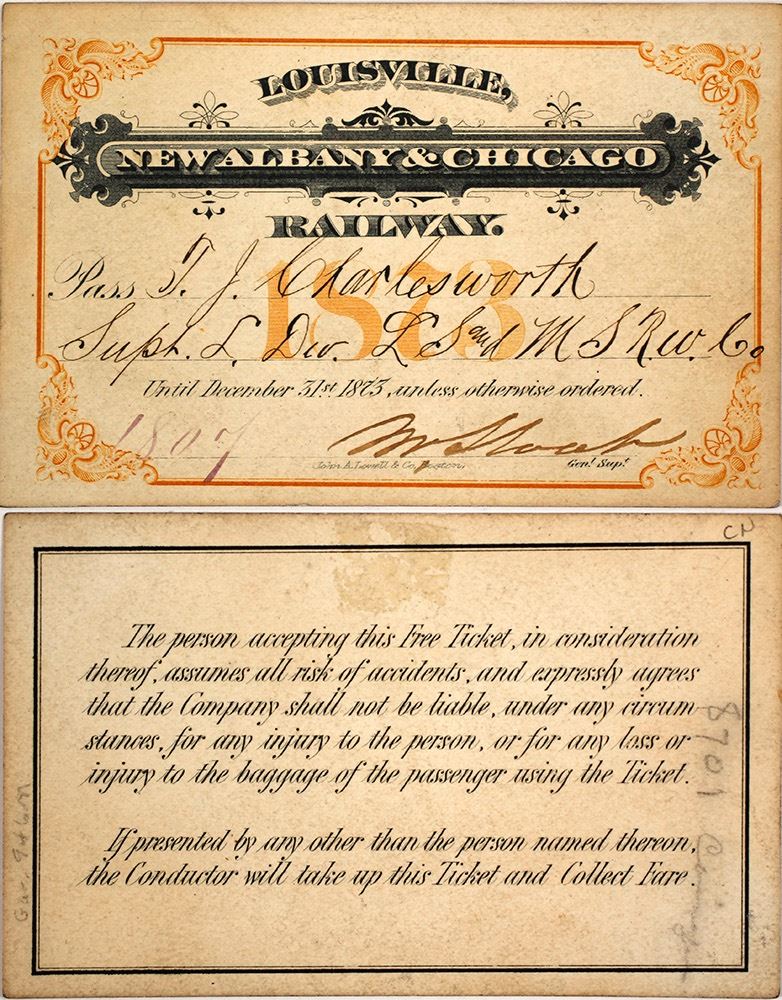 LOUISVILLE,
NEW ALBANY & CHICAGO
RAILWAY.
1873
Pass T. J. Charlesworth
Supt. L. Div. L S and M S R.w. Co
Until December 31st 1873, unless otherwise ordered.
1807
John A. Lowell & Co, Boston,
Genl Supt
CN
The person accepting this Free Ticket, in consideration
thereof, assumes all risk of accidents, and expressly agrees
that the Company shall not be liable, under any circum-
stances, for any injury to the person, or for any loss or
injury to the baggage of the passenger using the Ticket.
If presented by any other than the person named thereon,
the Conductor will take up this Ticket and Collect Fare.
8701